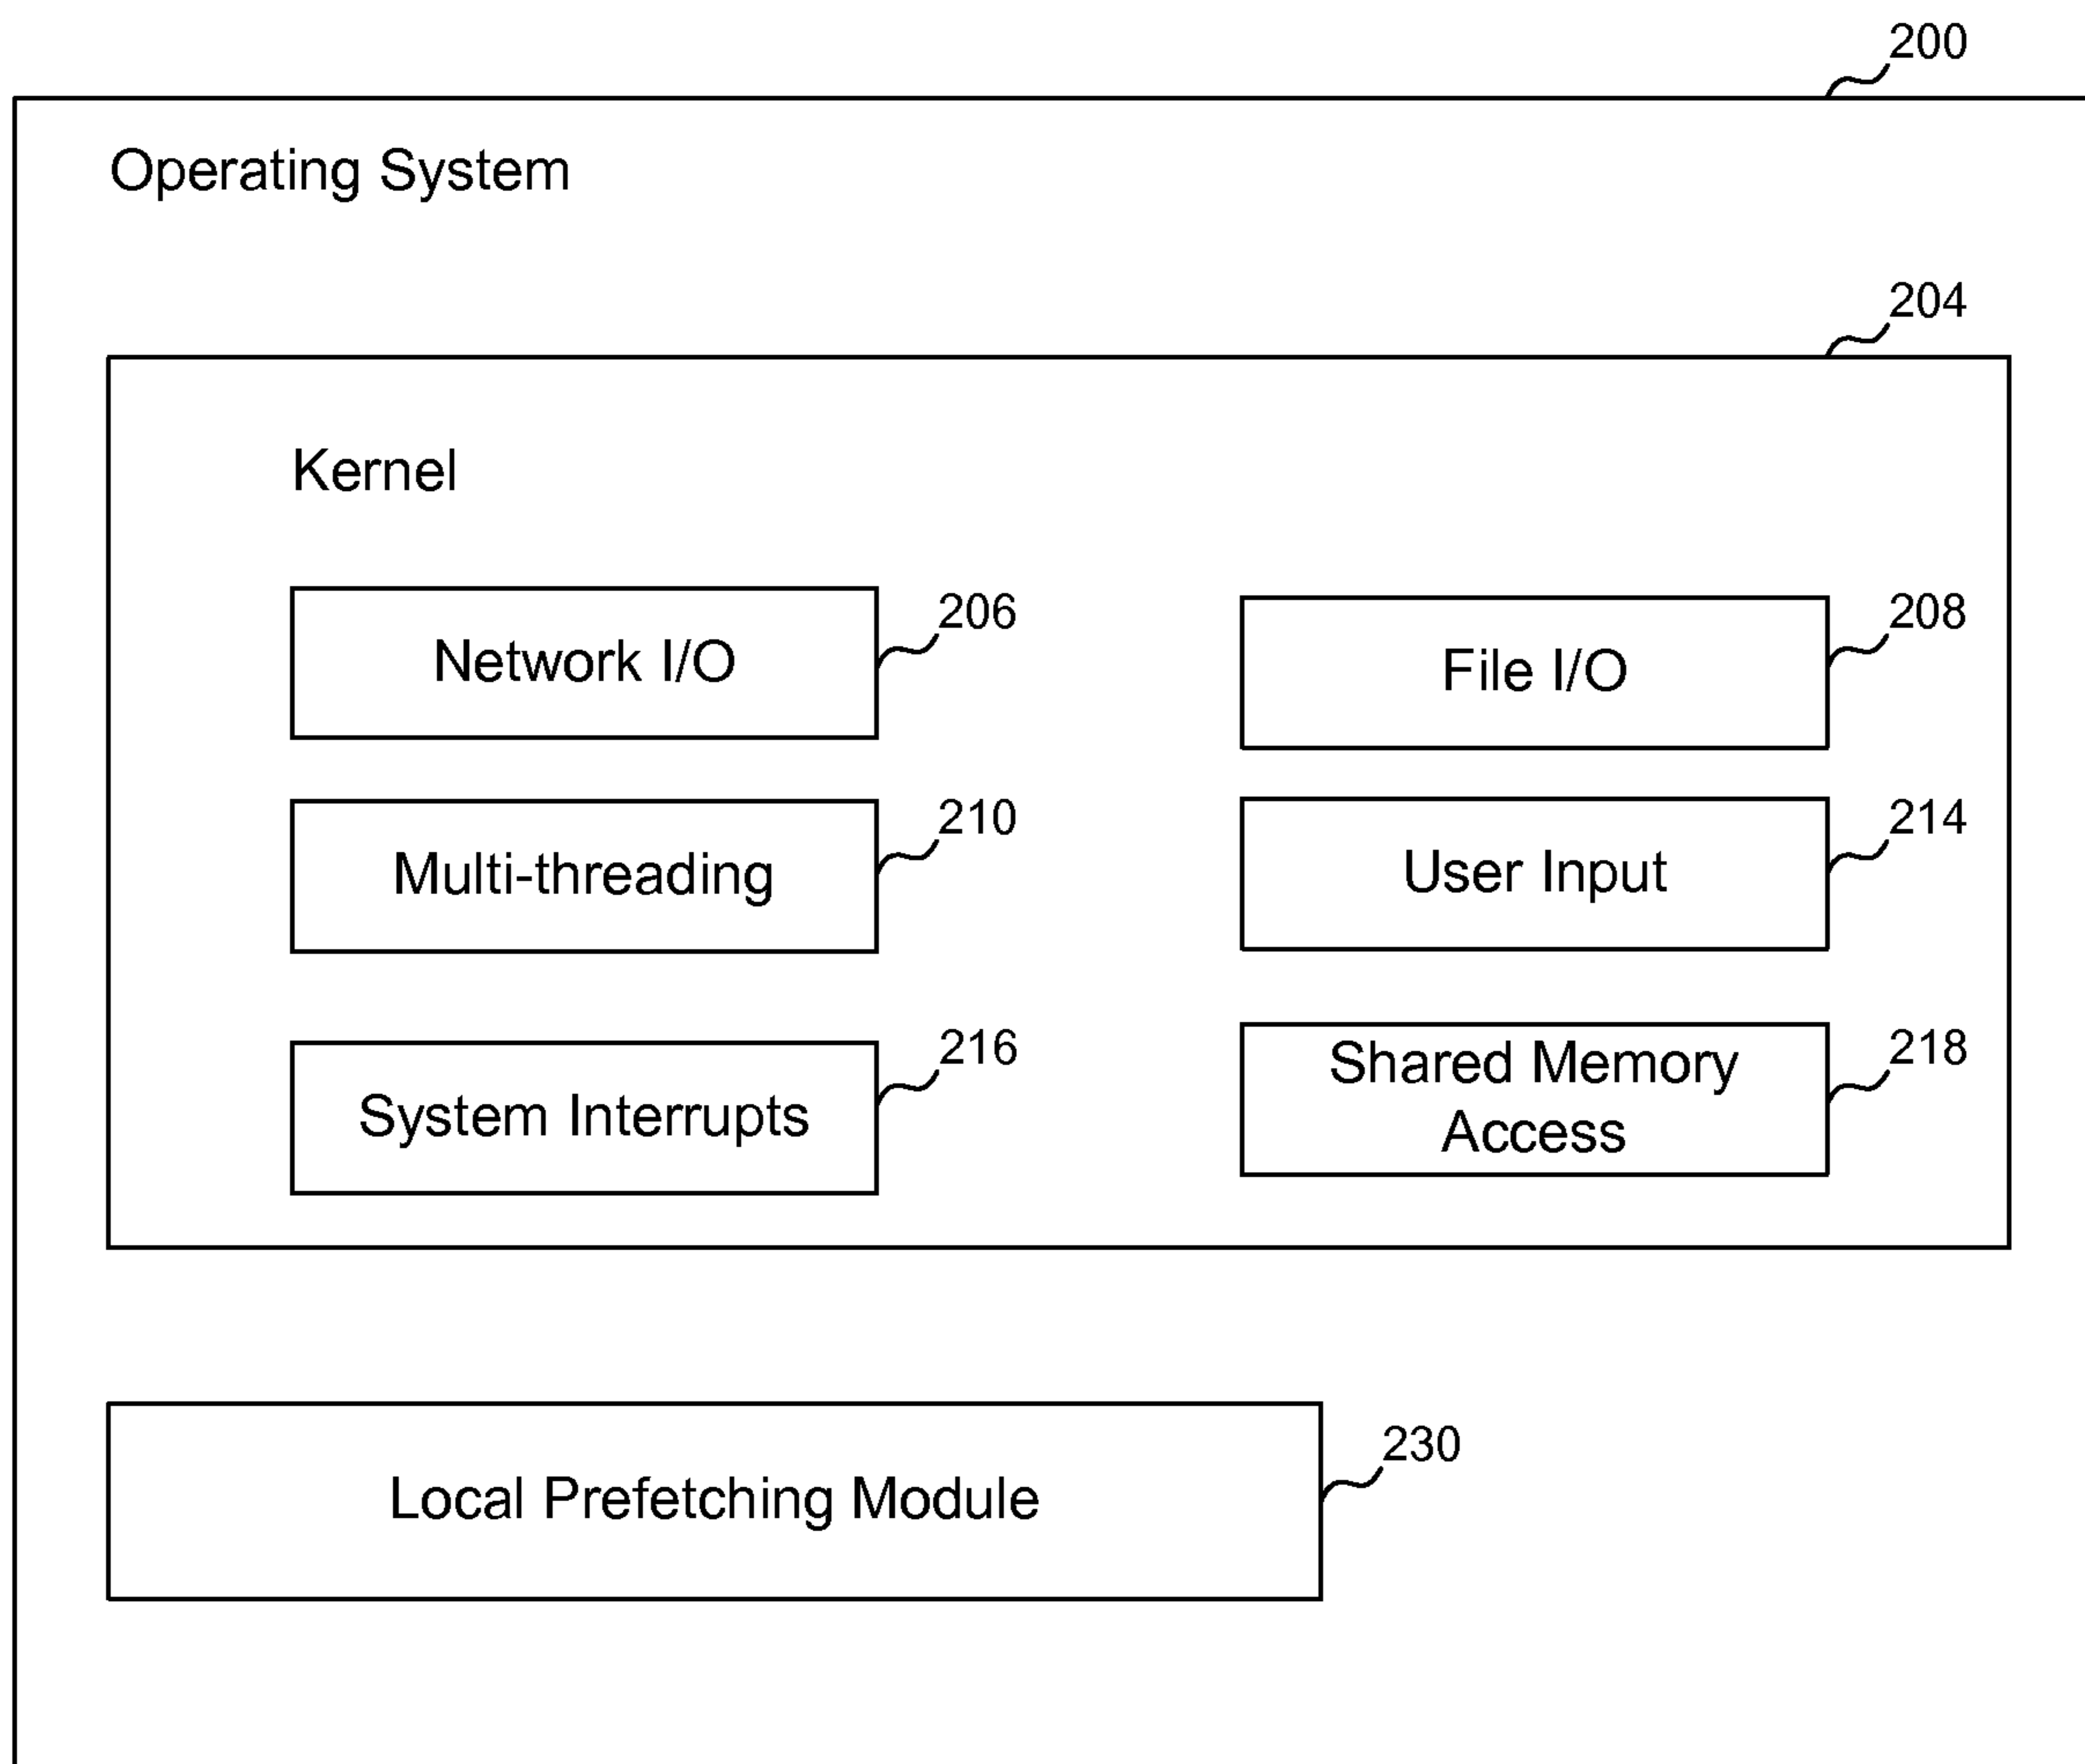 200
Operating System
204
Kernel
Network I/O
206
File I/O
208
Multi-threading
210
User Input
214
System Interrupts
216
Shared Memory
Access
218
Local Prefetching Module
230